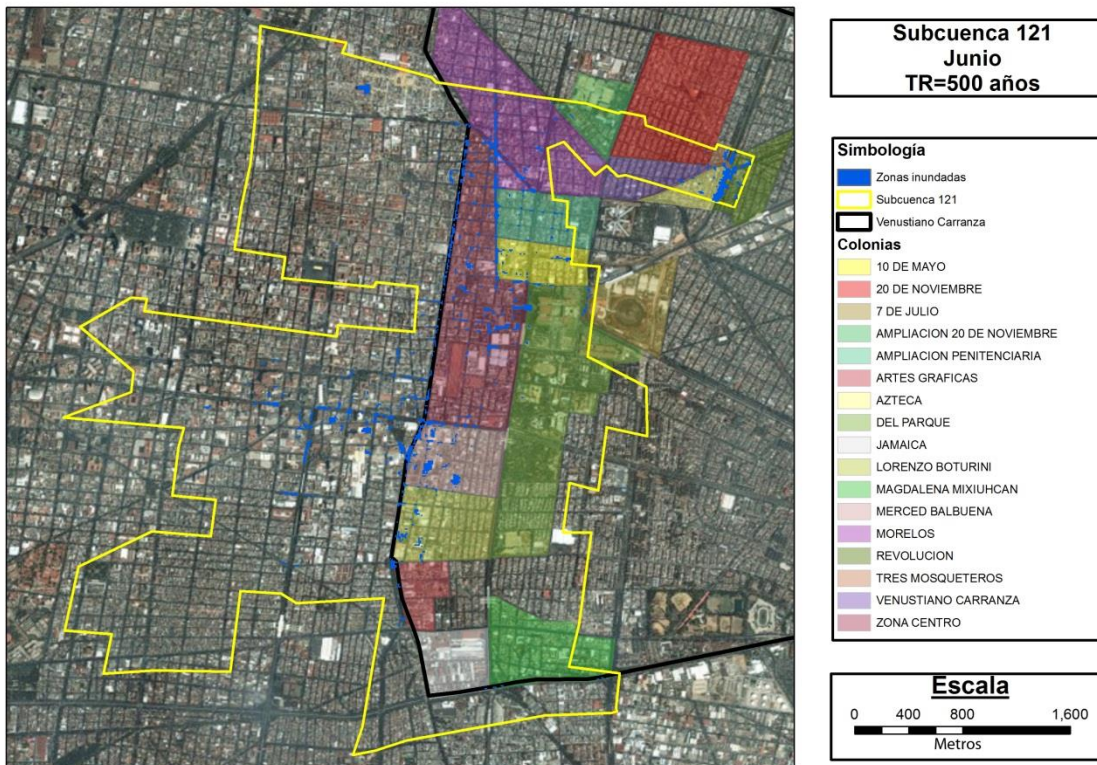 Subcuenca 121
Junio
TR=500 años
Simbología
Zonas inundadas
Subcuenca 121
Venustiano Carranza
Colonias
10 DE MAYO
20 DE NOVIEMBRE
7 DE JULIO
AMPLIACION 20 DE NOVIEMBRE
AMPLIACION PENITENCIARIA
ARTES GRAFICAS
AZTECA
DEL PARQUE
JAMAICA
LORENZO BOTURINI
MAGDALENA MIXIUHCAN
MERCED BALBUENA
MORELOS
REVOLUCION
TRES MOSQUETEROS
VENUSTIANO CARRANZA
ZONA CENTRO
Escala
0 400 800 1,600
Metros